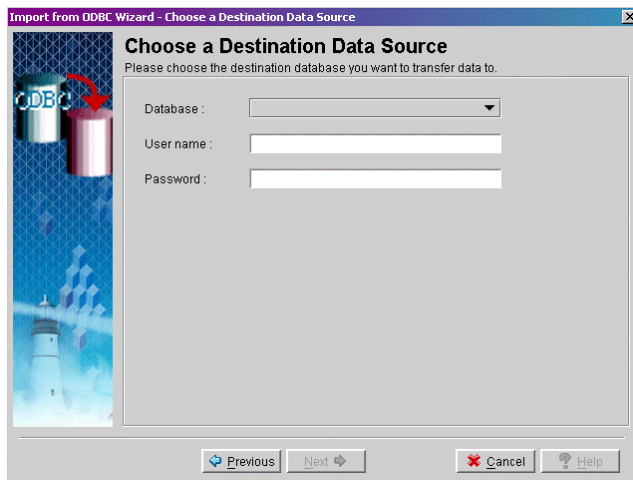 Import from ODBC Wizard - Choose a Destination Data Source
Choose a Destination Data Source
Please choose the destination database you want to transfer data to.
ODBC
Database :
User name :
Password :
Previous
Next
Cancel
Help